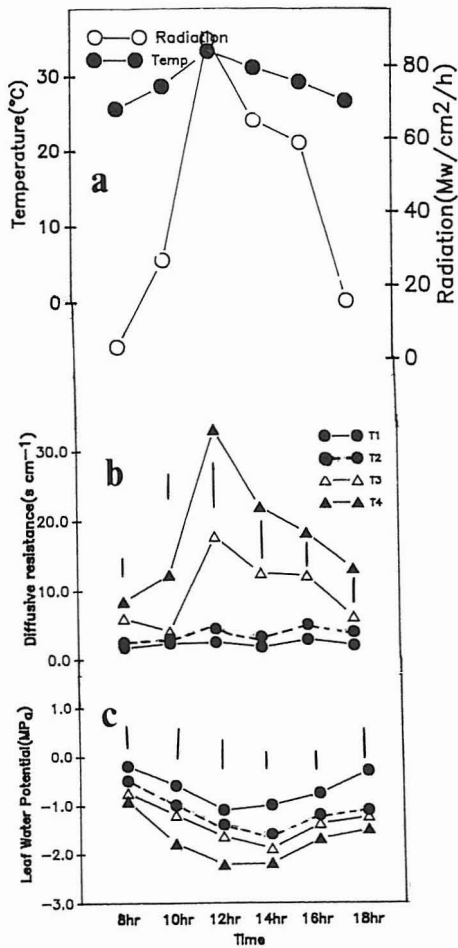 Radiation
Temp
Temperature(°C)
30
20
10
0
a
Radiation(Mw/cm2/h)
80
60
40
20
0
Diffusive resistance(s cm−1)
30.0
20.0
10.0
0.0
b
T1
T2
T3
T4
Leaf Water Potential(MPa)
1.0
0.0
−1.0
−2.0
−3.0
c
8hr 10hr 12hr 14hr 16hr 18hr
Time